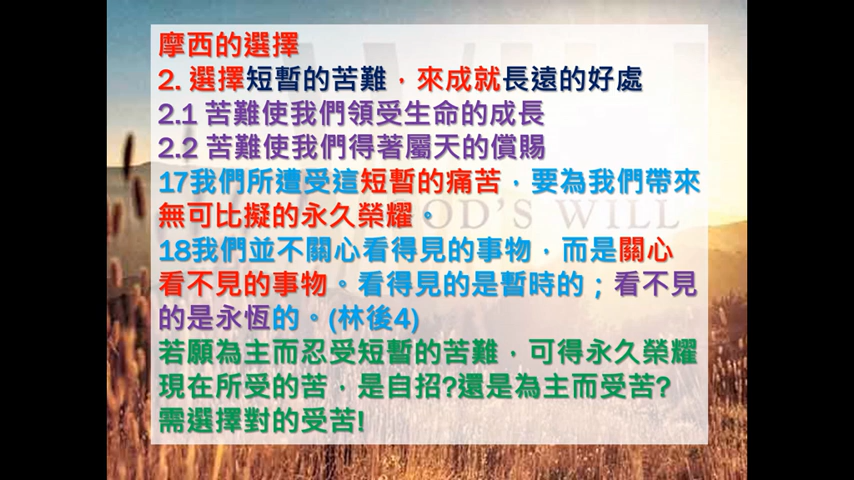 摩西的選擇
2. 選擇短暫的苦難，來成就長遠的好處
2.1 苦難使我們領受生命的成長
2.2 苦難使我們得著屬天的償賜
17我們所遭受這短暫的痛苦，要為我們帶來
無可比擬的永久榮耀。
GOD'S WILL
18我們並不關心看得見的事物，而是關心
看不見的事物。看得見的是暫時的；看不見
的是永恆的。(林後4)
若願為主而忍受短暫的苦難，可得永久榮耀
現在所受的苦，是自招?還是為主而受苦?
需選擇對的受苦!